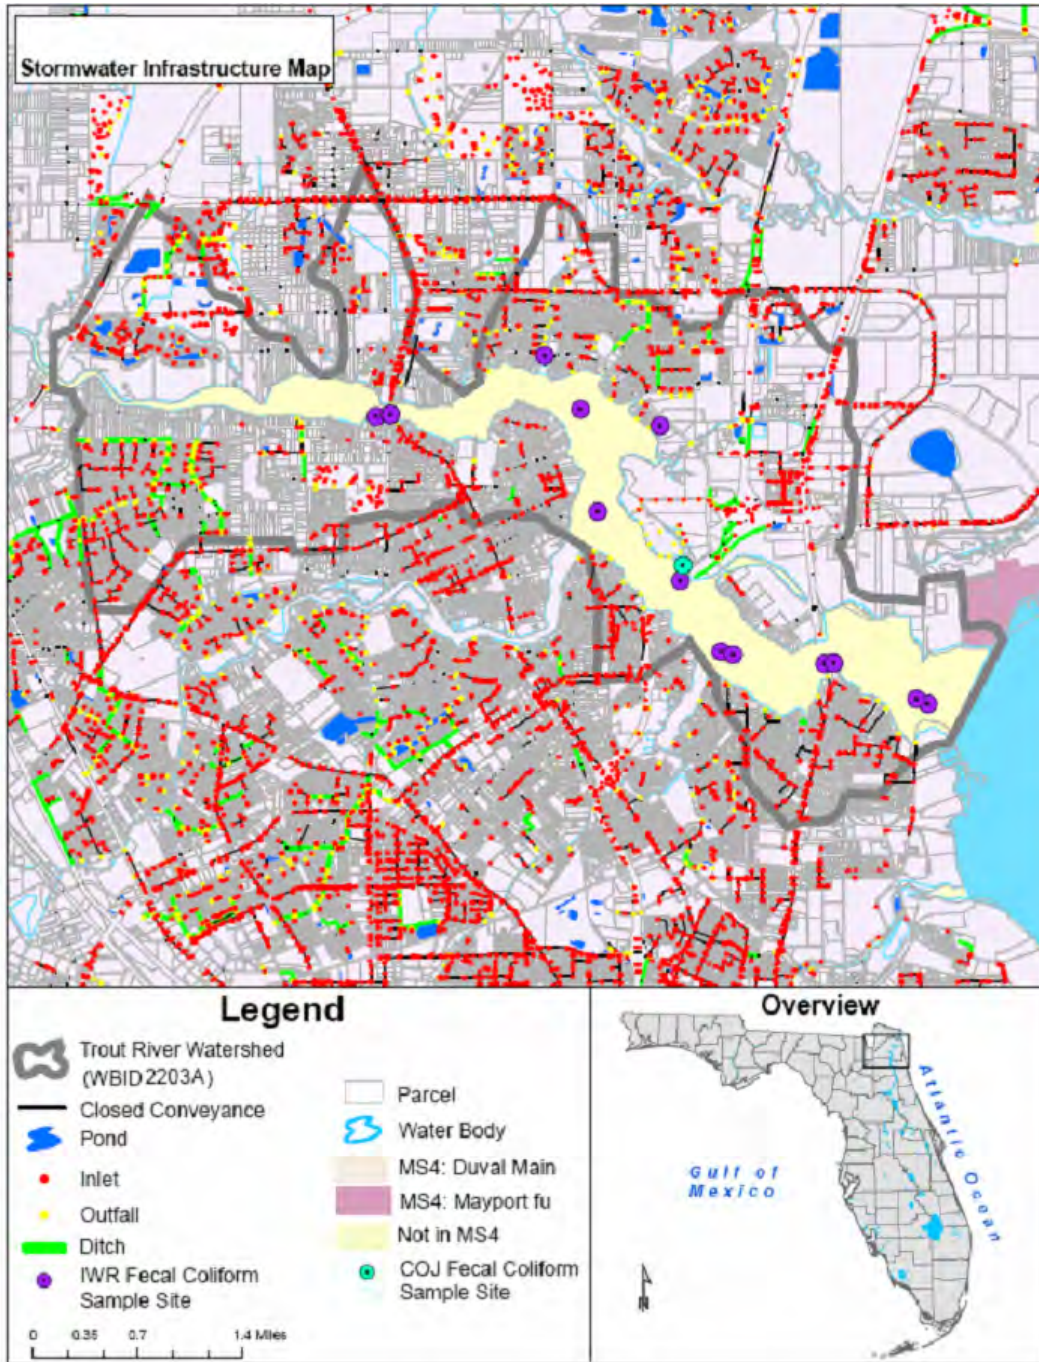 Stormwater Infrastructure Map
Legend
Trout River Watershed
(WBID 2203A)
Closed Conveyance
Pond
Inlet
Outfall
Ditch
IWR Fecal Coliform
Sample Site
0 0.35 0.7 1.4 Miles
Parcel
Water Body
MS4: Duval Main
MS4: Mayport fu
Not in MS4
COJ Fecal Coliform
Sample Site
Overview
Gulf of
Mexico
Atlantic Ocean
N